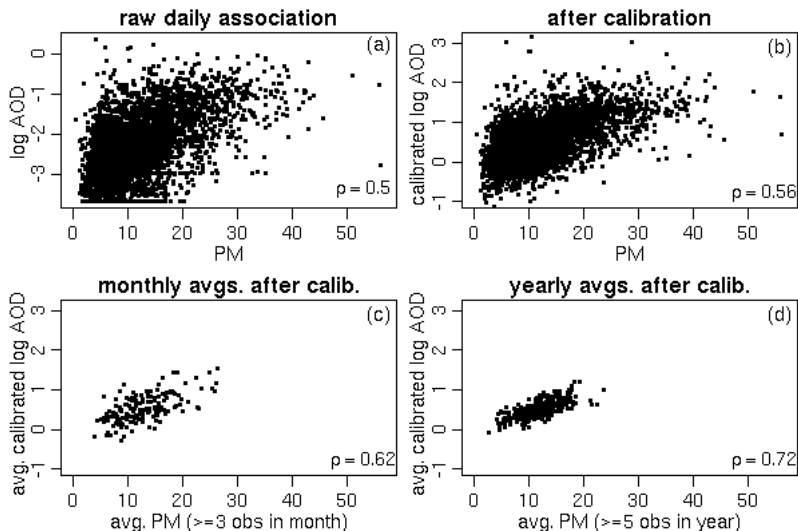 raw daily association
(a)
log AOD
0
-1
-2
-3
ρ = 0.5
0 10 20 30 40 50
PM
after calibration
(b)
calibrated log AOD
3
2
1
0
-1
ρ = 0.56
0 10 20 30 40 50
PM
monthly avgs. after calib.
(c)
avg. calibrated log AOD
3
2
1
0
-1
ρ = 0.62
0 10 20 30 40 50
avg. PM (>=3 obs in month)
yearly avgs. after calib.
(d)
avg. calibrated log AOD
3
2
1
0
-1
ρ = 0.72
0 10 20 30 40 50
avg. PM (>=5 obs in year)